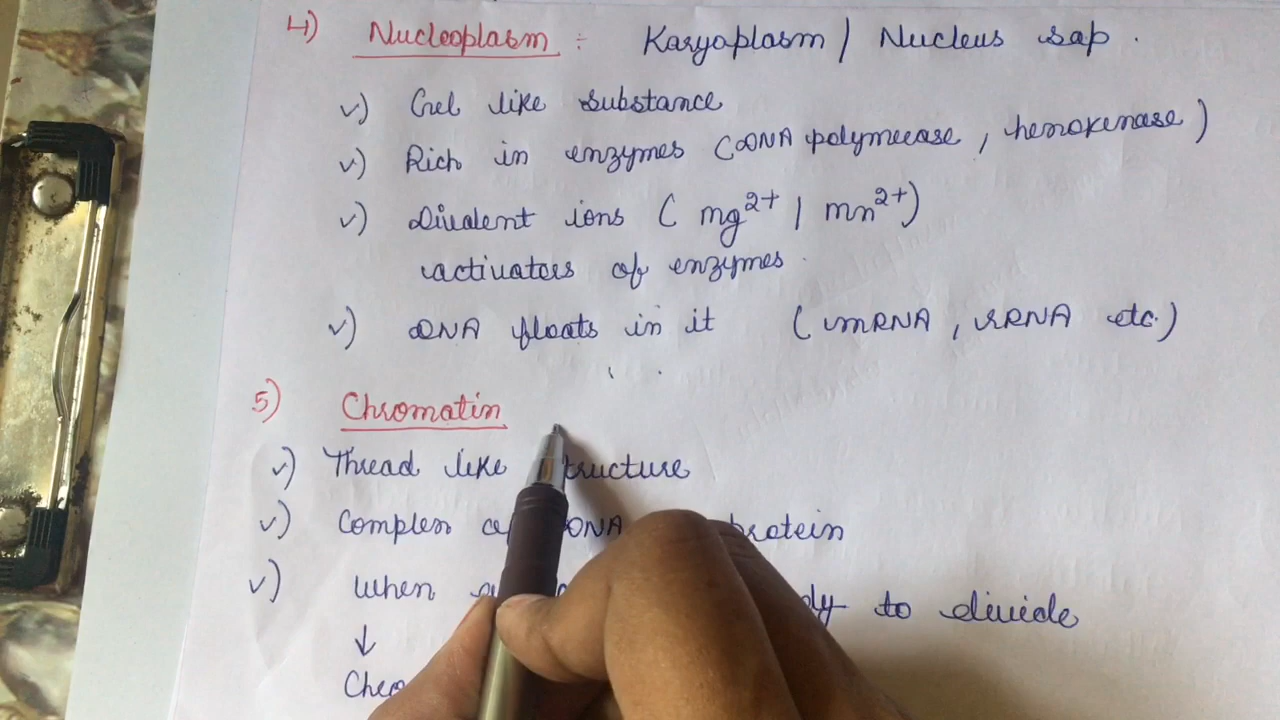 4) Nucleoplasm : Karyoplasm / Nucleus sap .
✓) Gel like substance
✓) Rich in enzymes (DNA polymerase , hexokenase )
✓) Divalent ions ( mg2+ / mn2+)
activators of enzymes .
✓) DNA floats in it ( mRNA , rRNA etc. )
5) Chromatin
✓) Thread like structure
✓) Complex of DNA protein
✓) When to divide
↓